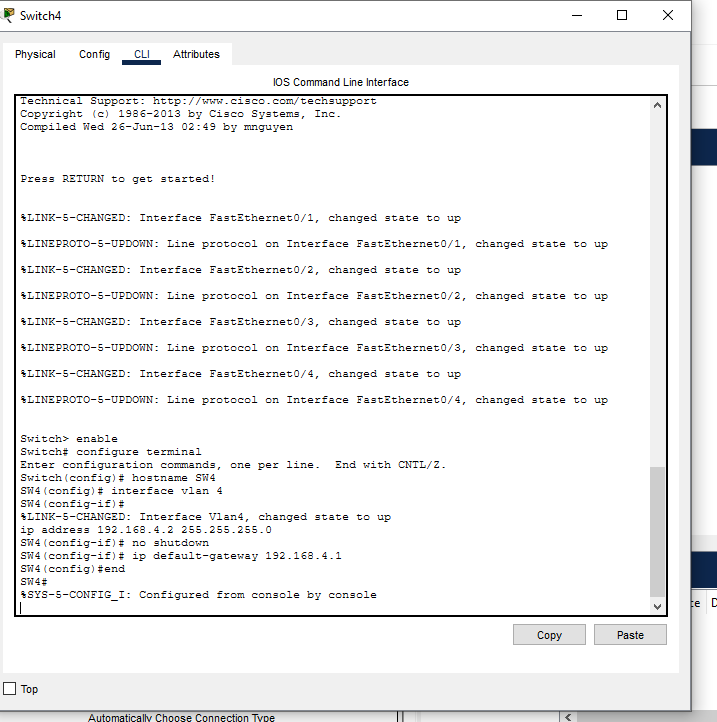 Switch4
Physical Config CLI Attributes
IOS Command Line Interface
Technical Support: http://www.cisco.com/techsupport
Copyright (c) 1986-2013 by Cisco Systems, Inc.
Compiled Wed 26-Jun-13 02:49 by mnguyen
Press RETURN to get started!
%LINK-5-CHANGED: Interface FastEthernet0/1, changed state to up
%LINEPROTO-5-UPDOWN: Line protocol on Interface FastEthernet0/1, changed state to up
%LINK-5-CHANGED: Interface FastEthernet0/2, changed state to up
%LINEPROTO-5-UPDOWN: Line protocol on Interface FastEthernet0/2, changed state to up
%LINK-5-CHANGED: Interface FastEthernet0/3, changed state to up
%LINEPROTO-5-UPDOWN: Line protocol on Interface FastEthernet0/3, changed state to up
%LINK-5-CHANGED: Interface FastEthernet0/4, changed state to up
%LINEPROTO-5-UPDOWN: Line protocol on Interface FastEthernet0/4, changed state to up
Switch> enable
Switch# configure terminal
Enter configuration commands, one per line.  End with CNTL/Z.
Switch(config)# hostname SW4
SW4(config)# interface vlan 4
SW4(config-if)#
%LINK-5-CHANGED: Interface Vlan4, changed state to up
ip address 192.168.4.2 255.255.255.0
SW4(config-if)# no shutdown
SW4(config-if)# ip default-gateway 192.168.4.1
SW4(config)#end
SW4#
%SYS-5-CONFIG_I: Configured from console by console
Copy Paste
Top
Automatically Choose Connection Type